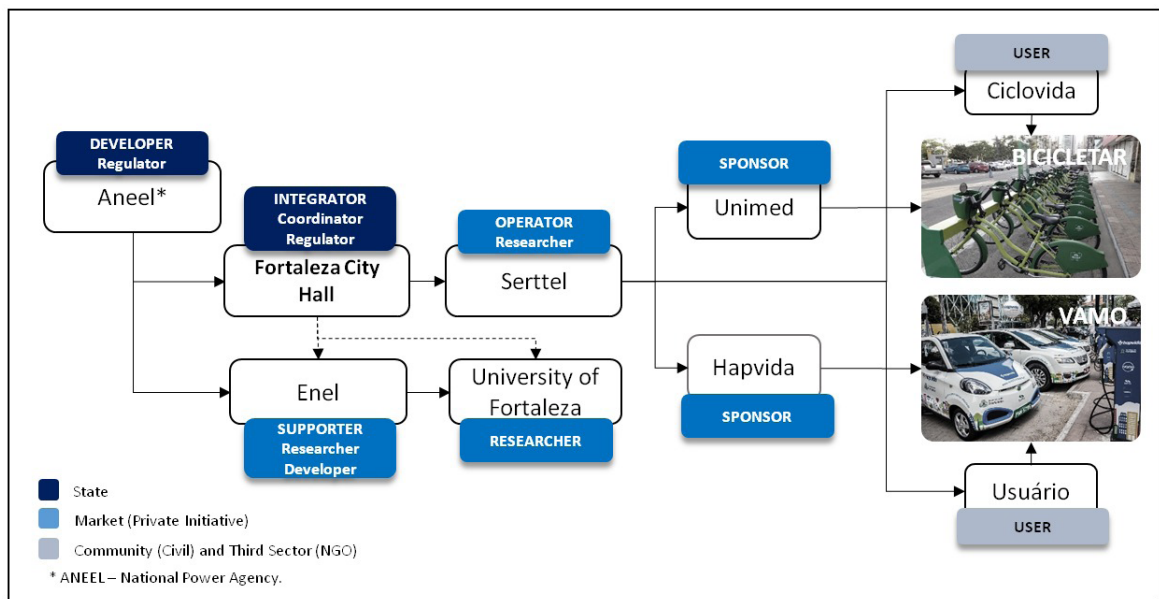 USER
Ciclovida
DEVELOPER
Regulator
Aneel*
BICICLETAR
SPONSOR
Unimed
INTEGRATOR
Coordinator
Regulator
Fortaleza City
Hall
OPERATOR
Researcher
Serttel
VAMO
Hapvida
SPONSOR
Enel
SUPPORTER
Researcher
Developer
University of
Fortaleza
RESEARCHER
Usuário
USER
State
Market (Private Initiative)
Community (Civil) and Third Sector (NGO)
* ANEEL – National Power Agency.